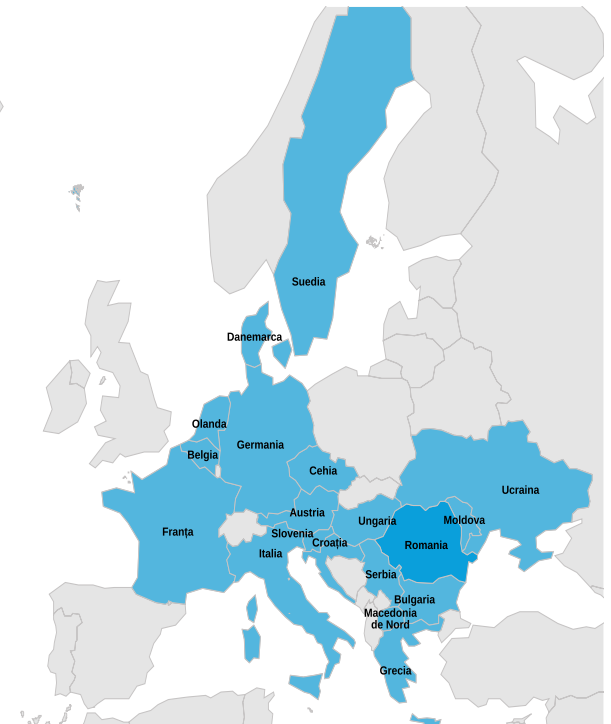 Suedia
Danemarca
Olanda
Germania
Belgia
Cehia
Ucraina
Austria
Ungaria
Moldova
Franța
Slovenia
Croația
Romania
Italia
Serbia
Bulgaria
Macedonia
de Nord
Grecia